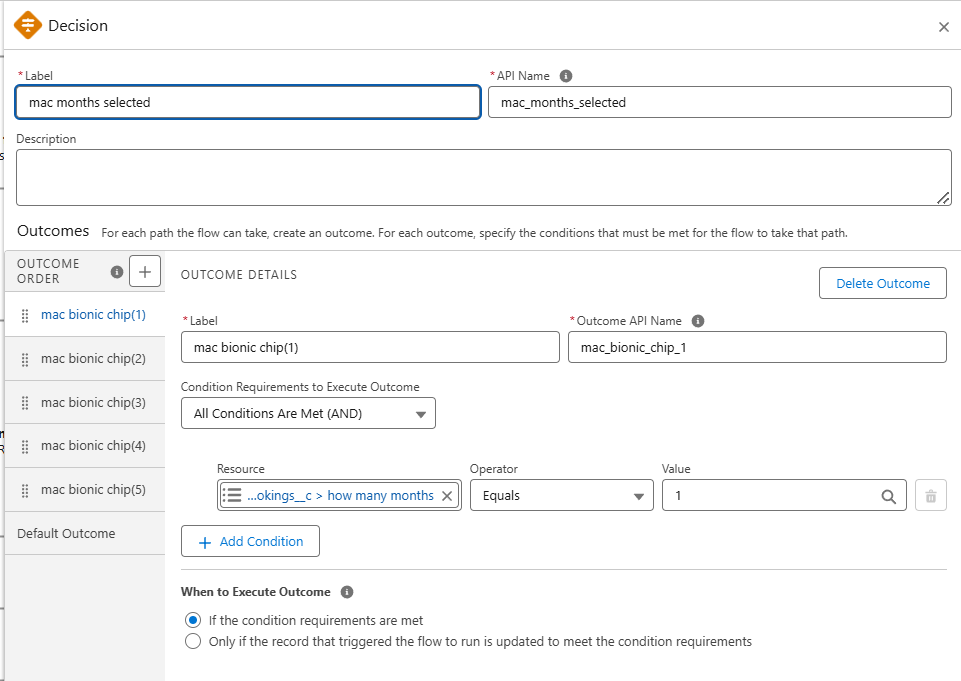 Decision
* Label
* API Name
mac months selected
mac_months_selected
Description
Outcomes For each path the flow can take, create an outcome. For each outcome, specify the conditions that must be met for the flow to take that path.
OUTCOME ORDER
OUTCOME DETAILS
Delete Outcome
mac bionic chip(1)
mac bionic chip(2)
mac bionic chip(3)
mac bionic chip(4)
mac bionic chip(5)
Default Outcome
* Label
* Outcome API Name
mac bionic chip(1)
mac_bionic_chip_1
Condition Requirements to Execute Outcome
All Conditions Are Met (AND)
Resource
Operator
Value
...okings__c > how many months
Equals
1
+ Add Condition
When to Execute Outcome
If the condition requirements are met
Only if the record that triggered the flow to run is updated to meet the condition requirements